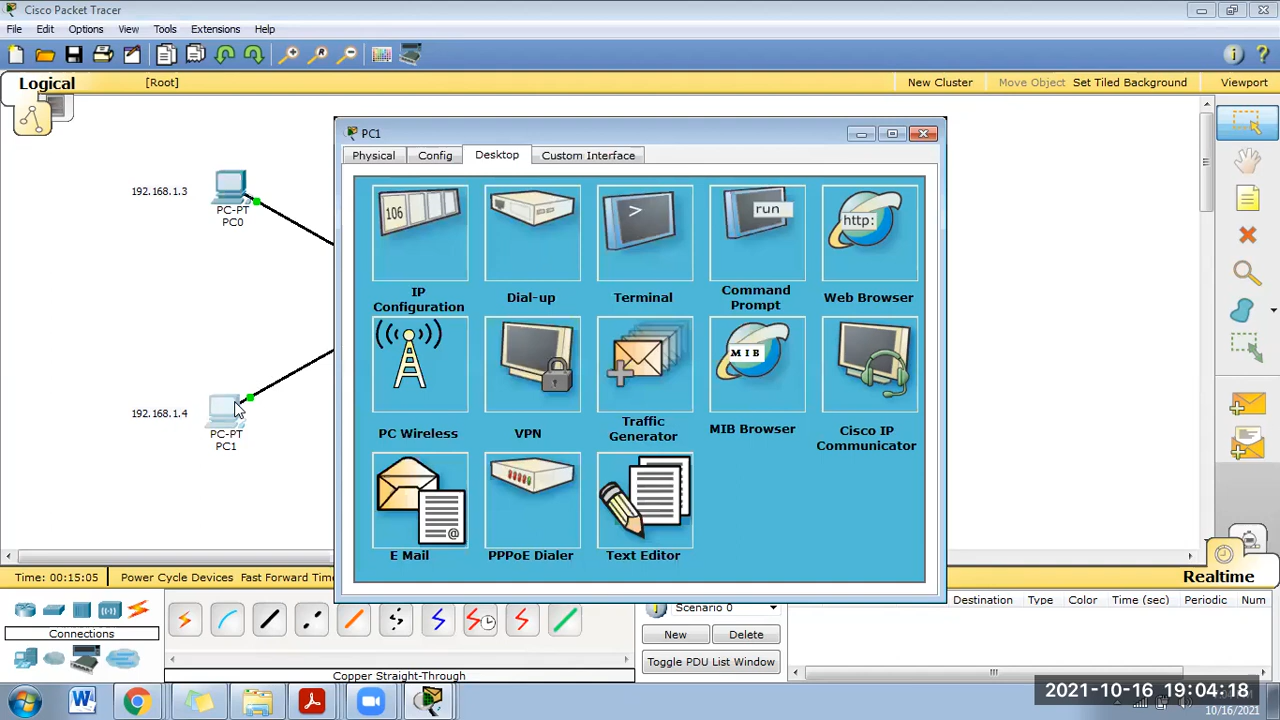 Cisco Packet Tracer
File Edit Options View Tools Extensions Help
Logical
[Root]
New Cluster
Move Object
Set Tiled Background
Viewport
PC1
Physical
Config
Desktop
Custom Interface
192.168.1.3
PC-PT
PC0
192.168.1.4
PC-PT
PC1
106
>
run
http:
IP
Configuration
Dial-up
Terminal
Command
Prompt
Web Browser
MIB
PC Wireless
VPN
Traffic
Generator
MIB Browser
Cisco IP
Communicator
@
E Mail
PPPoE Dialer
Text Editor
Time: 00:15:05
Power Cycle Devices
Realtime
Connections
Copper Straight-Through
Scenario 0
New
Delete
Toggle PDU List Window
Destination Type Color Time (sec) Periodic Num
2021-10-16 19:04:18
10/16/2021